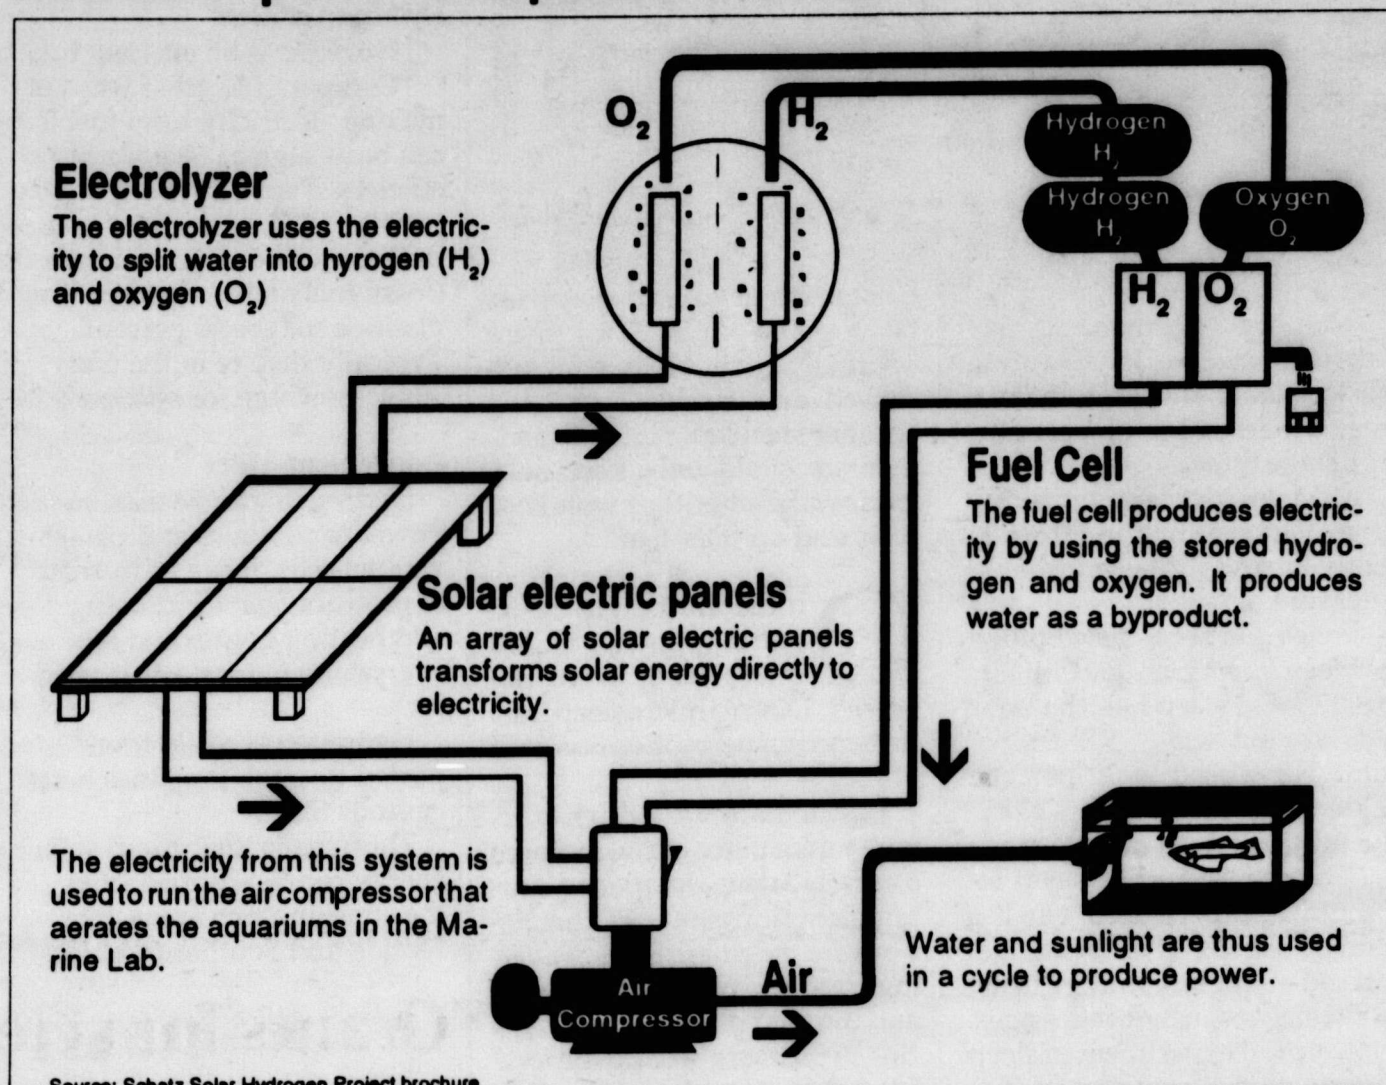 O2
H2
Hydrogen
H2
Hydrogen
H2
Oxygen
O2
H2
O2
Electrolyzer
The electrolyzer uses the electric-
ity to split water into hyrogen (H2)
and oxygen (O2)
Fuel Cell
The fuel cell produces electric-
ity by using the stored hydro-
gen and oxygen. It produces
water as a byproduct.
Solar electric panels
An array of solar electric panels
transforms solar energy directly to
electricity.
The electricity from this system is
used to run the air compressor that
aerates the aquariums in the Ma-
rine Lab.
Air
Compressor
Air
Water and sunlight are thus used
in a cycle to produce power.
Source: Schatz Solar Hydrogen Project brochure